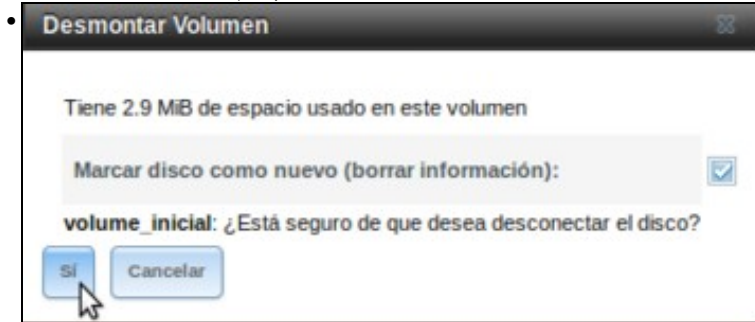 Desmontar Volumen
Tiene 2.9 MiB de espacio usado en este volumen
Marcar disco como nuevo (borrar información):
volume_inicial: ¿Está seguro de que desea desconectar el disco?
Sí Cancelar